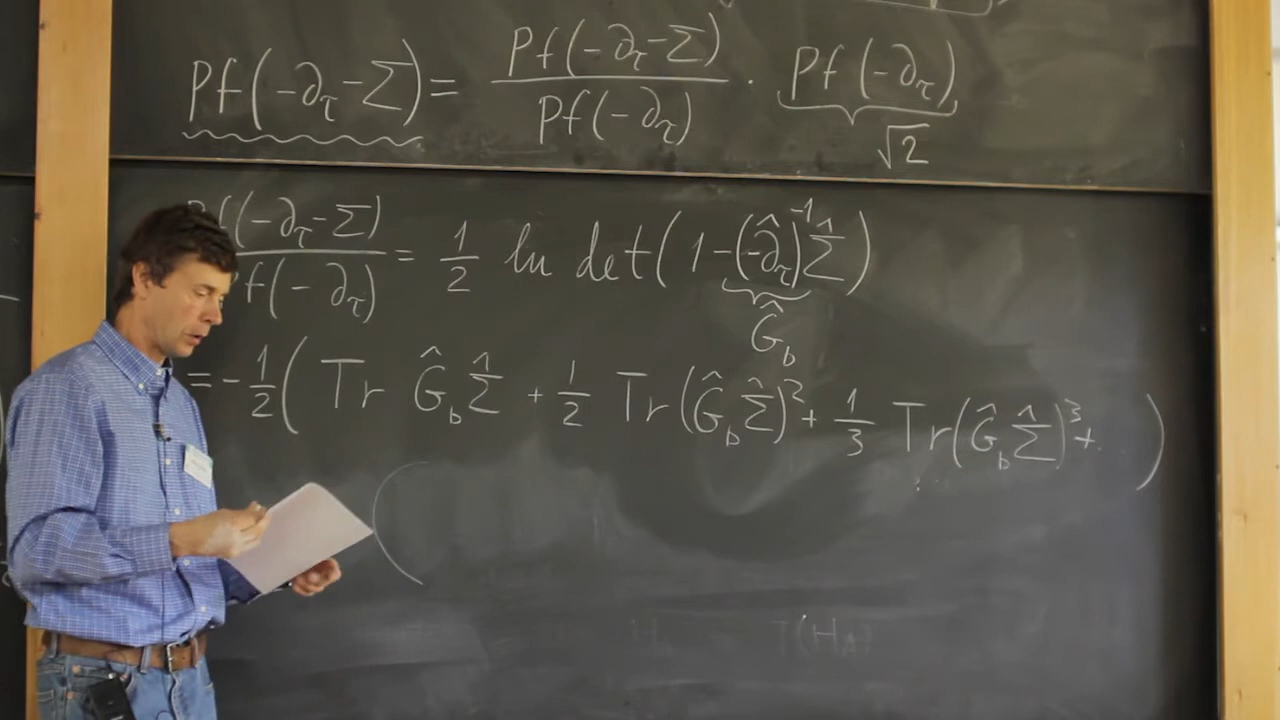 Pf(-∂τ-Σ) = Pf(-∂τ-Σ) / Pf(-∂τ) · Pf(-∂τ)
√2
Pf(-∂τ-Σ) / Pf(-∂τ) = 1/2 ln det(1-(-∂̂τ)⁻¹Σ̂)
Ĝb
= -1/2 ( Tr ĜbΣ̂ + 1/2 Tr(ĜbΣ̂)² + 1/3 Tr(ĜbΣ̂)³+.. )
(